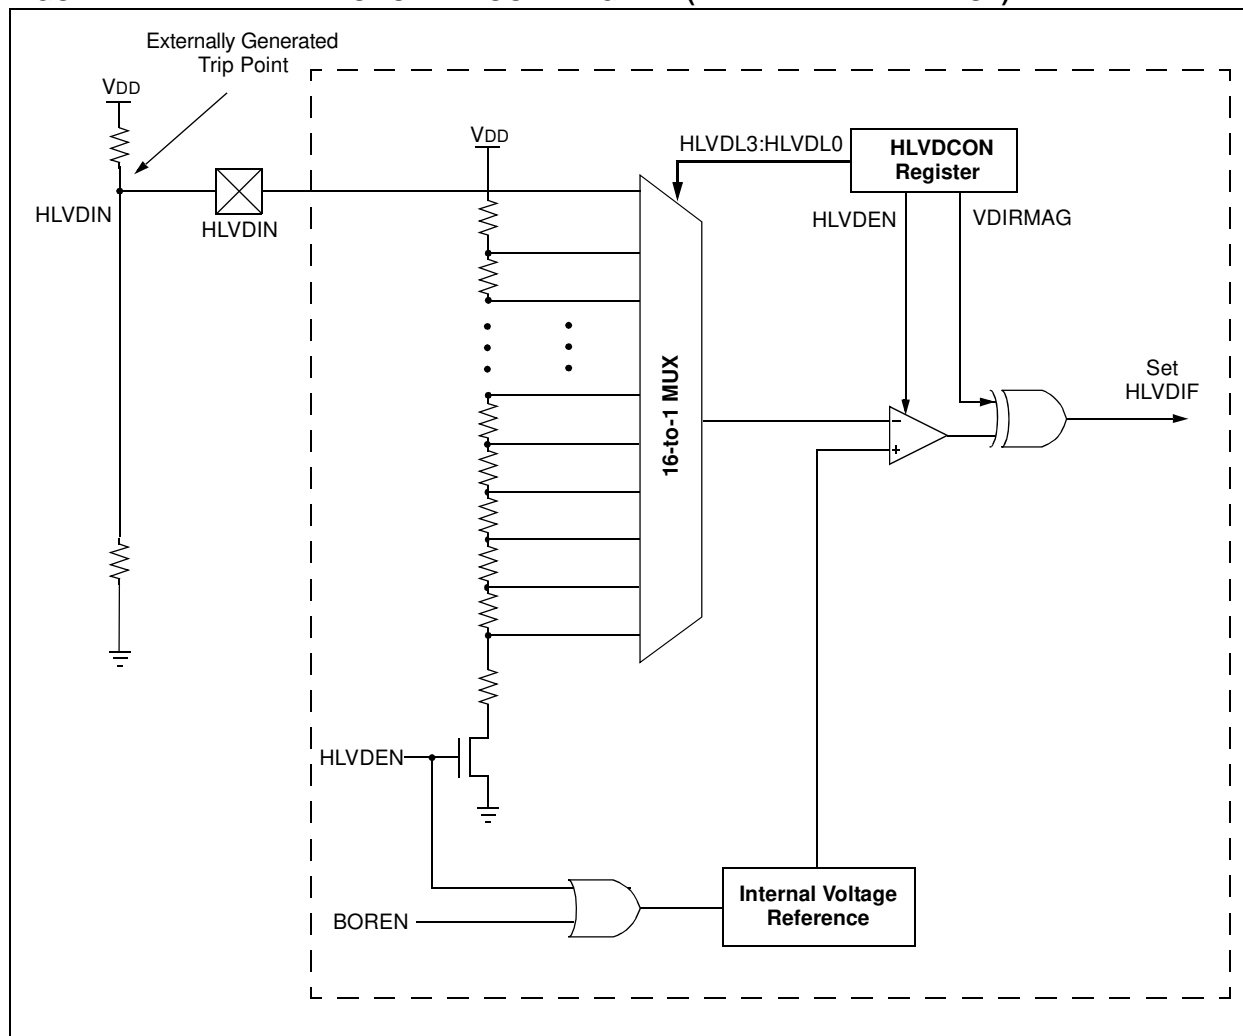 Externally Generated
Trip Point
VDD
VDD
HLVDL3:HLVDL0
HLVDCON
Register
HLVDIN
HLVDIN
HLVDEN
VDIRMAG
16-to-1 MUX
Set
HLVDIF
–
+
HLVDEN
BOREN
Internal Voltage
Reference